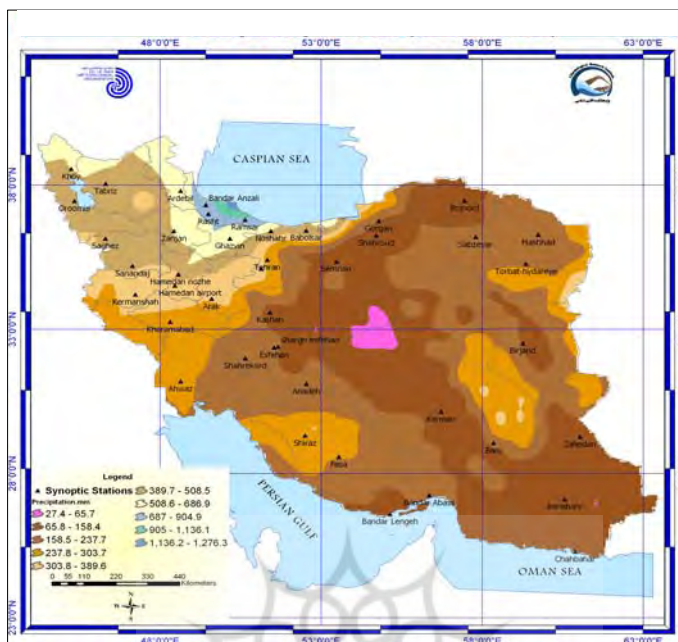 48°0'0"E 53°0'0"E 58°0'0"E 63°0'0"E
38°0'0"N
33°0'0"N
28°0'0"N
23°0'0"N
CASPIAN SEA
Khoy
Tabriz
Ardebil
Bandar Anzali
Oroomie
Rasht
Ramsar
Bojnord
Gorgan
Saghez
Zanjan
Ghazvin
Noshahr
Babolsar
Shahroud
Sabzevar
Mashhad
Sanandaj
Tehran
Semnan
Torbat-hydarieye
Hamedan nozhe
Hamedan airport
Kermanshah
Arak
Kashan
Khoramabad
Shargh esfehan
Esfehan
Birjand
Shahrekord
Ahwaz
Abadeh
Kerman
Shiraz
Bam
Zahedan
Fasa
PERSIAN GULF
Bandar Abass
Bandar Lengeh
Iranshahr
Chahbahar
OMAN SEA
Legend
Synoptic Stations
Precipitation.mm
27.4 - 65.7
65.8 - 158.4
158.5 - 237.7
237.8 - 303.7
303.8 - 389.6
389.7 - 508.5
508.6 - 686.9
687 - 904.9
905 - 1,136.1
1,136.2 - 1,276.3
0 55 110 220 330 440
Kilometers
N
W E
S
48°0'0"E 53°0'0"E 58°0'0"E 63°0'0"E